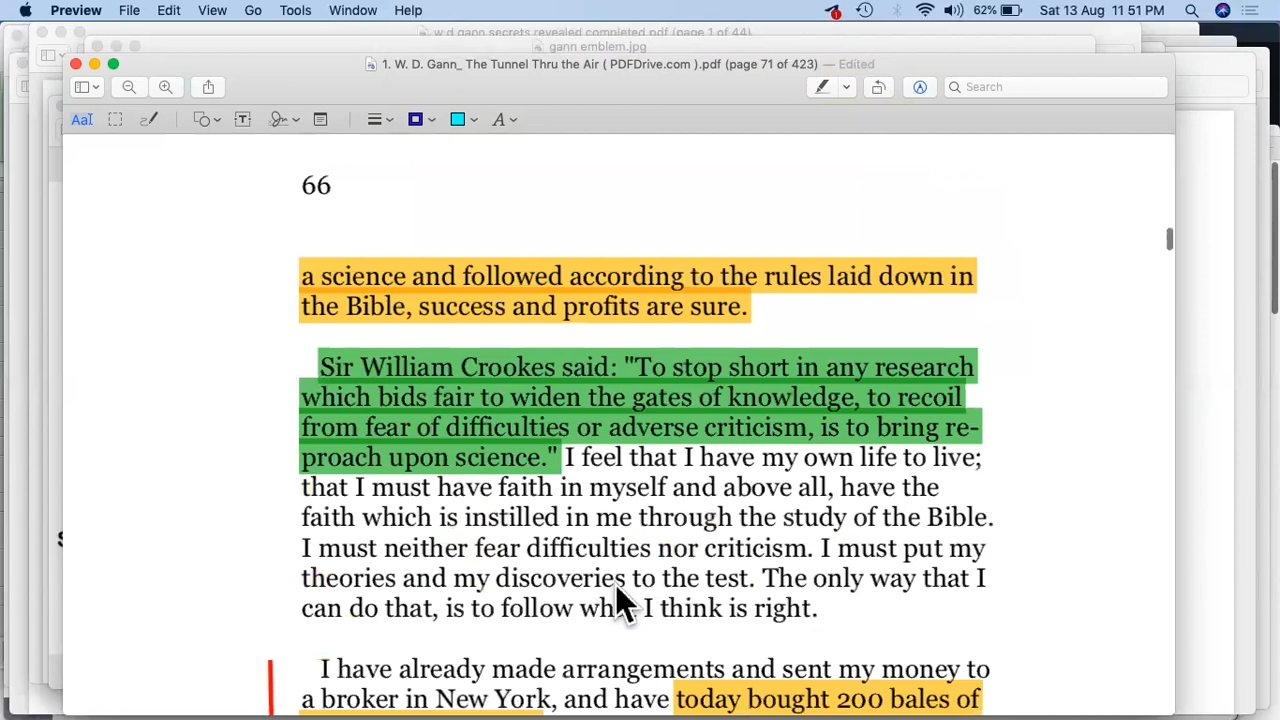 Preview File Edit View Go Tools Window Help 1 62% Sat 13 Aug 11:51 PM
w d gann secrets revealed completed pdf (page 1 of 44)
gann emblem.jpg
1. W. D. Gann_ The Tunnel Thru the Air ( PDFDrive.com ).pdf (page 71 of 423) — Edited
Search
AaI T A
66
a science and followed according to the rules laid down in
the Bible, success and profits are sure.
Sir William Crookes said: "To stop short in any research
which bids fair to widen the gates of knowledge, to recoil
from fear of difficulties or adverse criticism, is to bring re-
proach upon science." I feel that I have my own life to live;
that I must have faith in myself and above all, have the
faith which is instilled in me through the study of the Bible.
I must neither fear difficulties nor criticism. I must put my
theories and my discoveries to the test. The only way that I
can do that, is to follow I think is right.
I have already made arrangements and sent my money to
a broker in New York, and have today bought 200 bales of